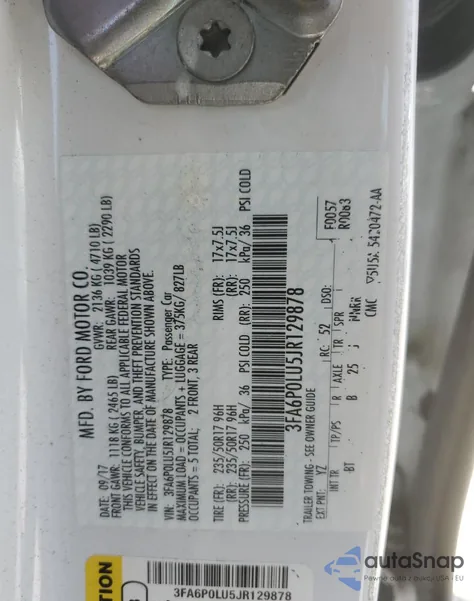 MFD. BY FORD MOTOR CO.
DATE: 09/17 GVWR: 2136 KG ( 4710 LB)
FRONT GAWR: 1118 KG ( 2465 LB) REAR GAWR: 1039 KG ( 2290 LB)
THIS VEHICLE CONFORMS TO ALL APPLICABLE FEDERAL MOTOR
VEHICLE SAFETY, BUMPER, AND THEFT PREVENTION STANDARDS
IN EFFECT ON THE DATE OF MANUFACTURE SHOWN ABOVE.
VIN: 3FA6P0LU5JR129878 TYPE: Passenger Car
MAXIMUM LOAD = OCCUPANTS + LUGGAGE = 375KG/ 827LB
OCCUPANTS = 5 TOTAL: 2 FRONT, 3 REAR
TIRE (FR): 235/50R17 96H RIMS (FR): 17x7.5J
(RR): 235/50R17 96H (RR): 17x7.5J
PRESSURE (FR): 250 kPa/ 36 PSI COLD (RR): 250 kPa/ 36 PSI COLD
3FA6P0LU5JR129878
F0057
TRAILER TOWING - SEE OWNER GUIDE
EXT PNT: YZ RC: 52 DSO:
INT TR TP/PS R AXLE TR SPR
BT B 25
CMC
5420472-AA
3FA6P0LU5JR129878
autoSnap